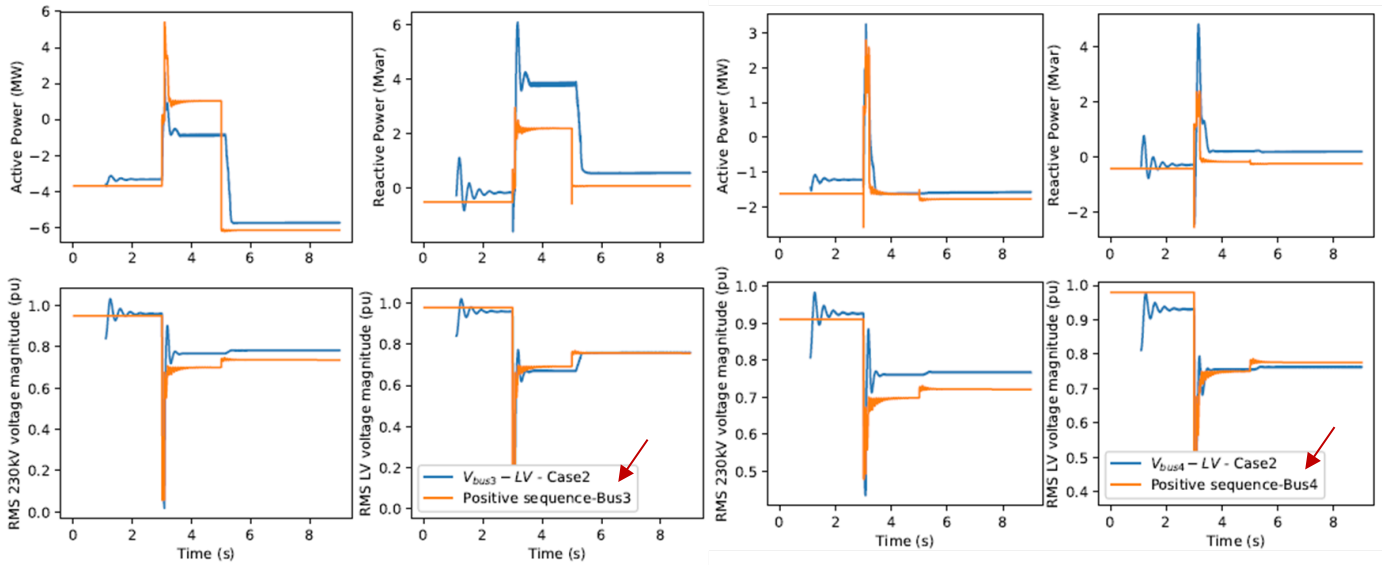 Active Power (MW)
6
4
2
0
−2
−4
−6
0 2 4 6 8
Reactive Power (Mvar)
6
4
2
0
0 2 4 6 8
Active Power (MW)
3
2
1
0
−1
−2
0 2 4 6 8
Reactive Power (Mvar)
4
2
0
−2
0 2 4 6 8
RMS 230kV voltage magnitude (pu)
1.0
0.8
0.6
0.4
0.2
0.0
0 2 4 6 8
Time (s)
RMS LV voltage magnitude (pu)
1.0
0.8
0.6
0.4
0.2
0.0
V_bus3 − LV - Case2
Positive sequence-Bus3
0 2 4 6 8
Time (s)
RMS 230kV voltage magnitude (pu)
1.0
0.9
0.8
0.7
0.6
0.5
0 2 4 6 8
Time (s)
RMS LV voltage magnitude (pu)
1.0
0.9
0.8
0.7
0.6
0.5
0.4
V_bus4 − LV - Case2
Positive sequence-Bus4
0 2 4 6 8
Time (s)